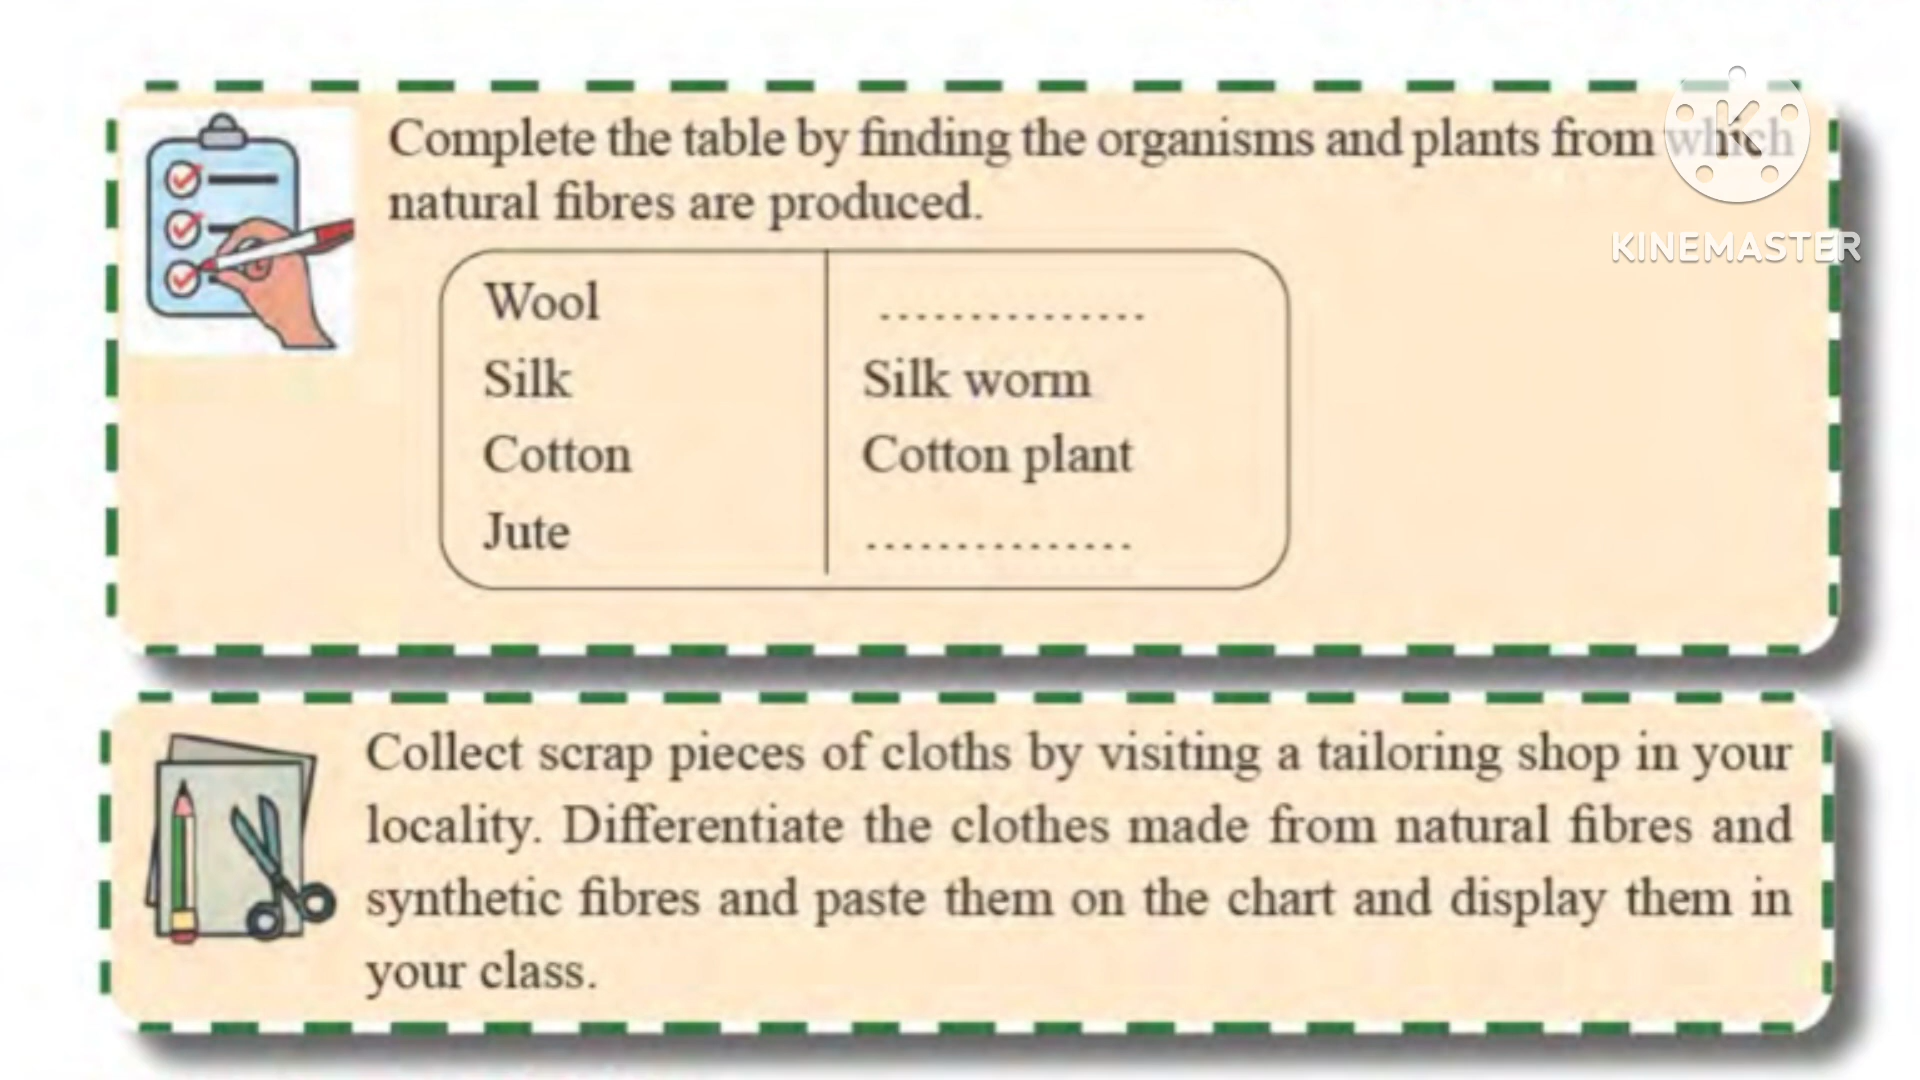 Complete the table by finding the organisms and plants from which
natural fibres are produced.
Wool ...............
Silk Silk worm
Cotton Cotton plant
Jute ...............
Collect scrap pieces of cloths by visiting a tailoring shop in your
locality. Differentiate the clothes made from natural fibres and
synthetic fibres and paste them on the chart and display them in
your class.
K
KINEMASTER